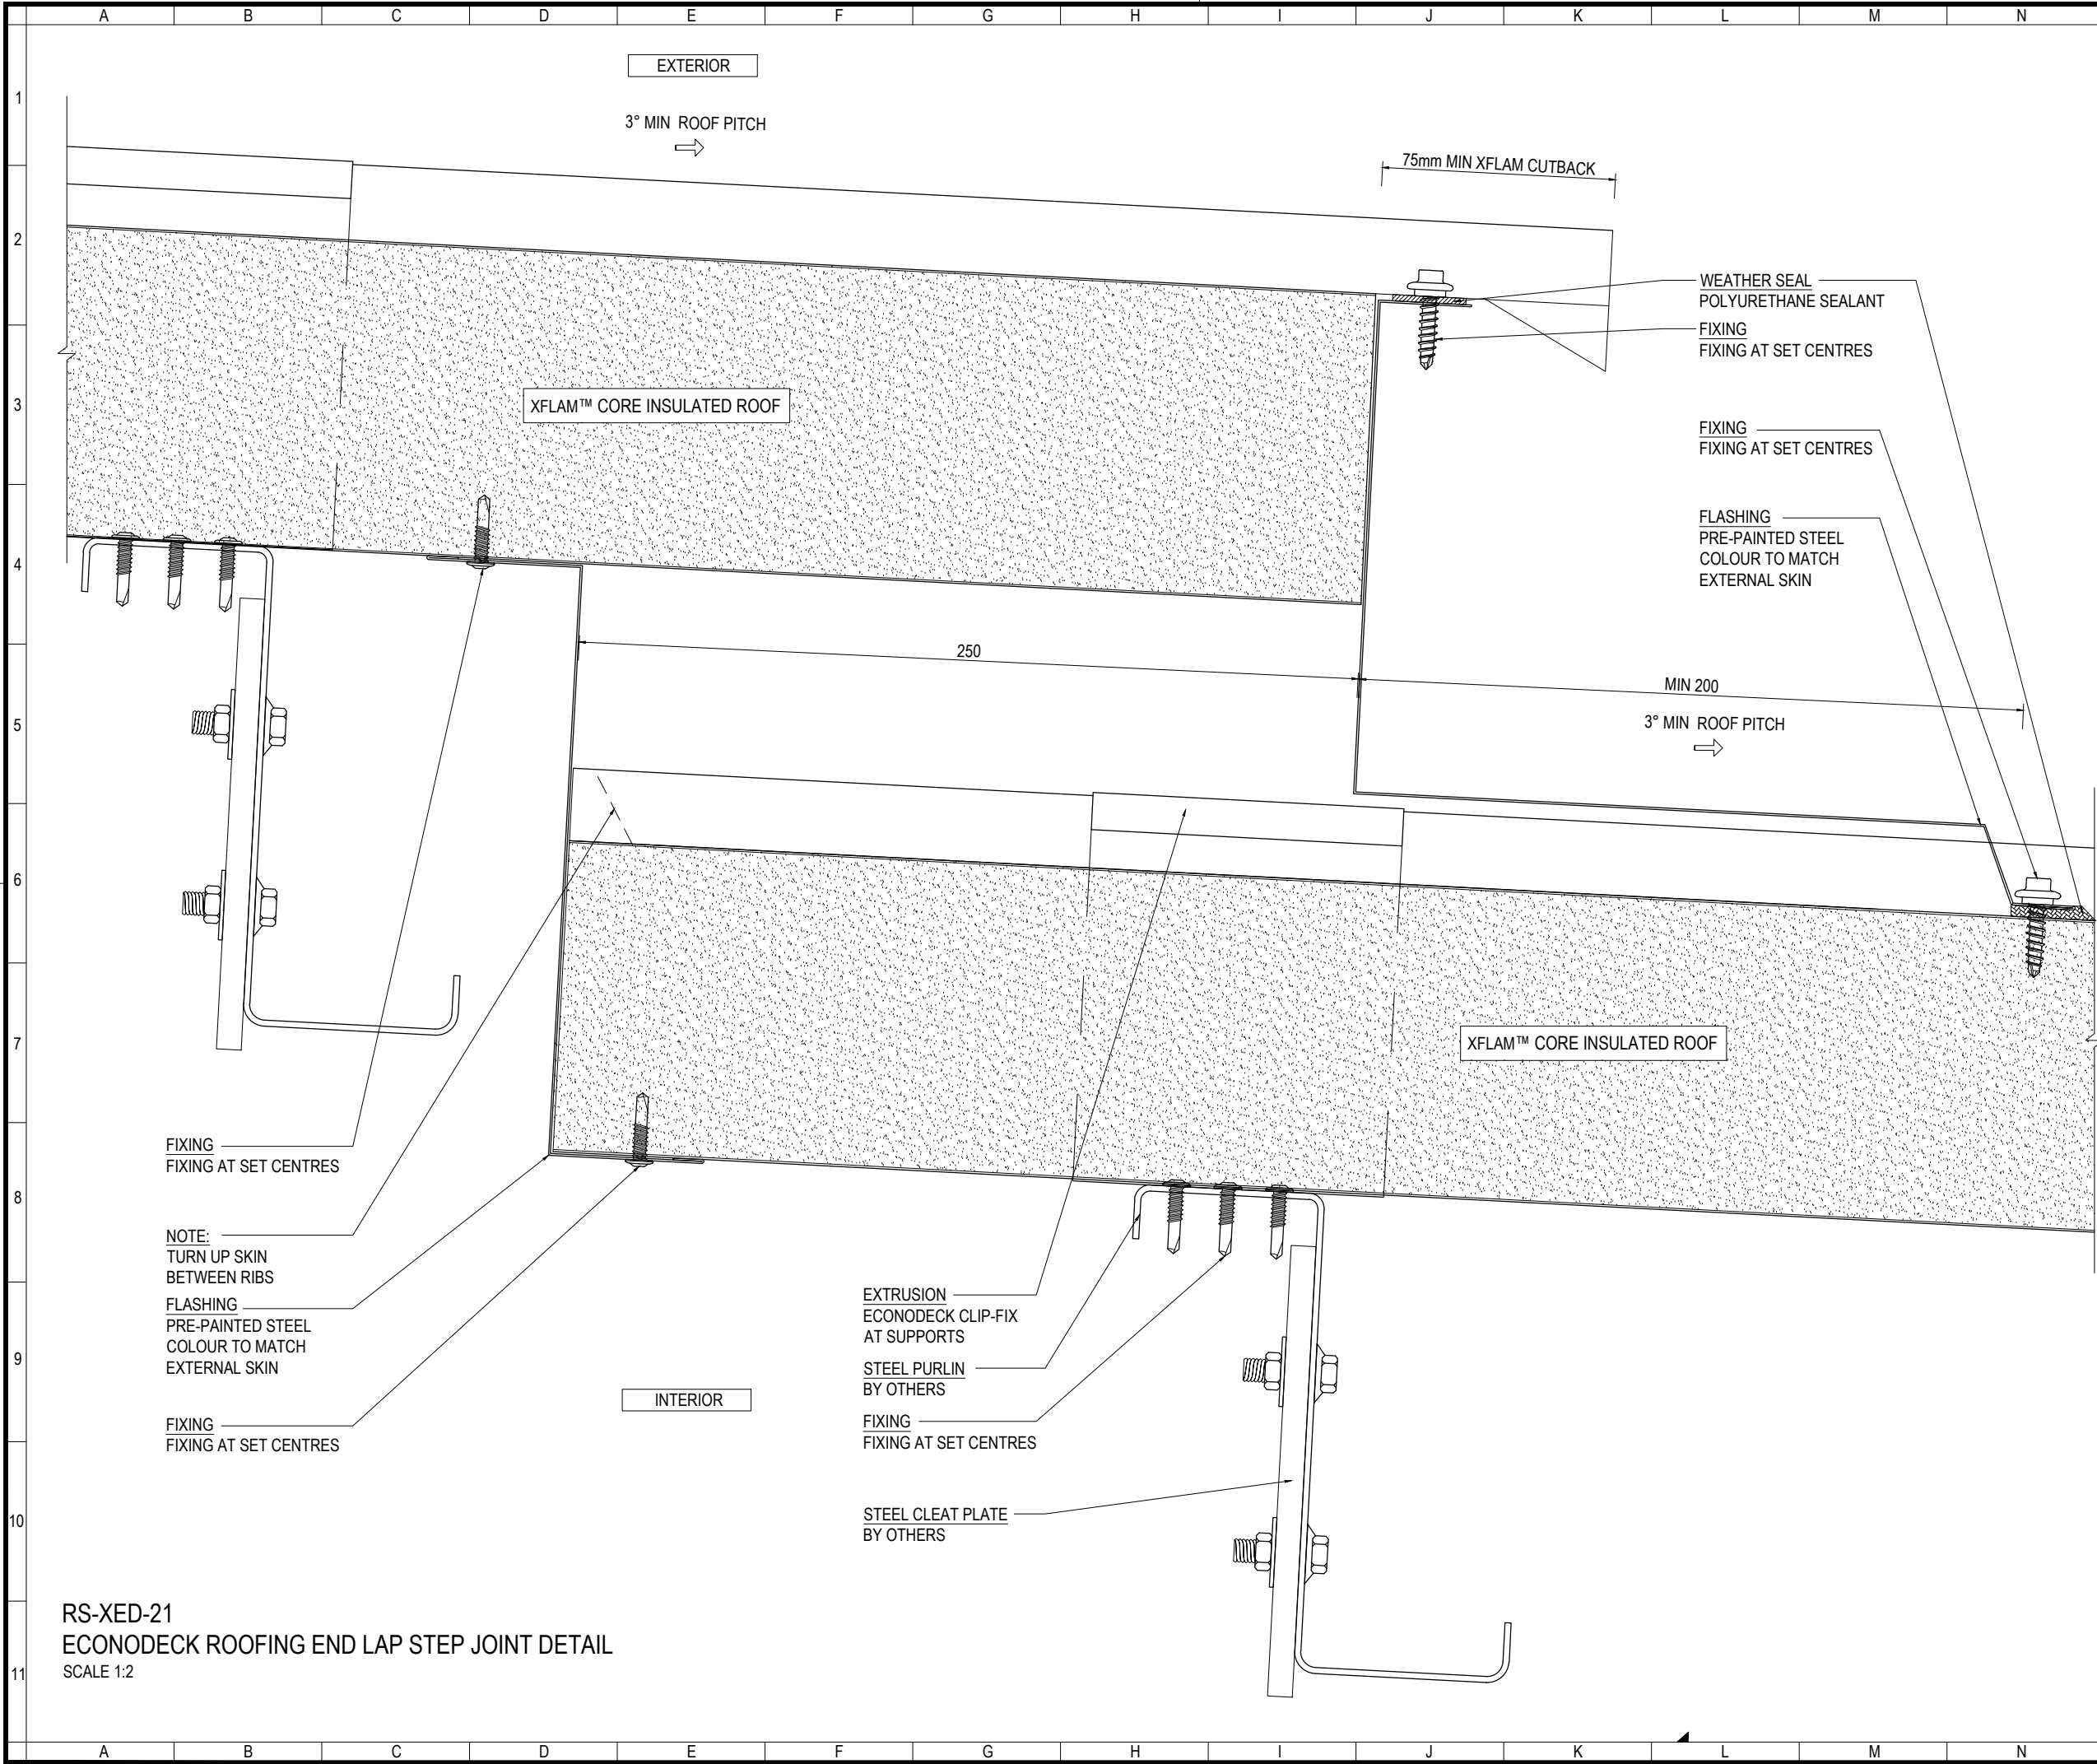 A B C D E F G H I J K L M N
EXTERIOR
1
3° MIN ROOF PITCH
75mm MIN XFLAM CUTBACK
2
WEATHER SEAL
POLYURETHANE SEALANT
FIXING
FIXING AT SET CENTRES
3
XFLAM™ CORE INSULATED ROOF
FIXING
FIXING AT SET CENTRES
FLASHING
PRE-PAINTED STEEL
COLOUR TO MATCH
EXTERNAL SKIN
4
250
MIN 200
5
3° MIN ROOF PITCH
6
7
XFLAM™ CORE INSULATED ROOF
FIXING
FIXING AT SET CENTRES
8
NOTE:
TURN UP SKIN
BETWEEN RIBS
FLASHING
PRE-PAINTED STEEL
COLOUR TO MATCH
EXTERNAL SKIN
9
FIXING
FIXING AT SET CENTRES
INTERIOR
EXTRUSION
ECONODECK CLIP-FIX
AT SUPPORTS
STEEL PURLIN
BY OTHERS
FIXING
FIXING AT SET CENTRES
STEEL CLEAT PLATE
BY OTHERS
10
RS-XED-21
ECONODECK ROOFING END LAP STEP JOINT DETAIL
SCALE 1:2
11
A B C D E F G H I J K L M N